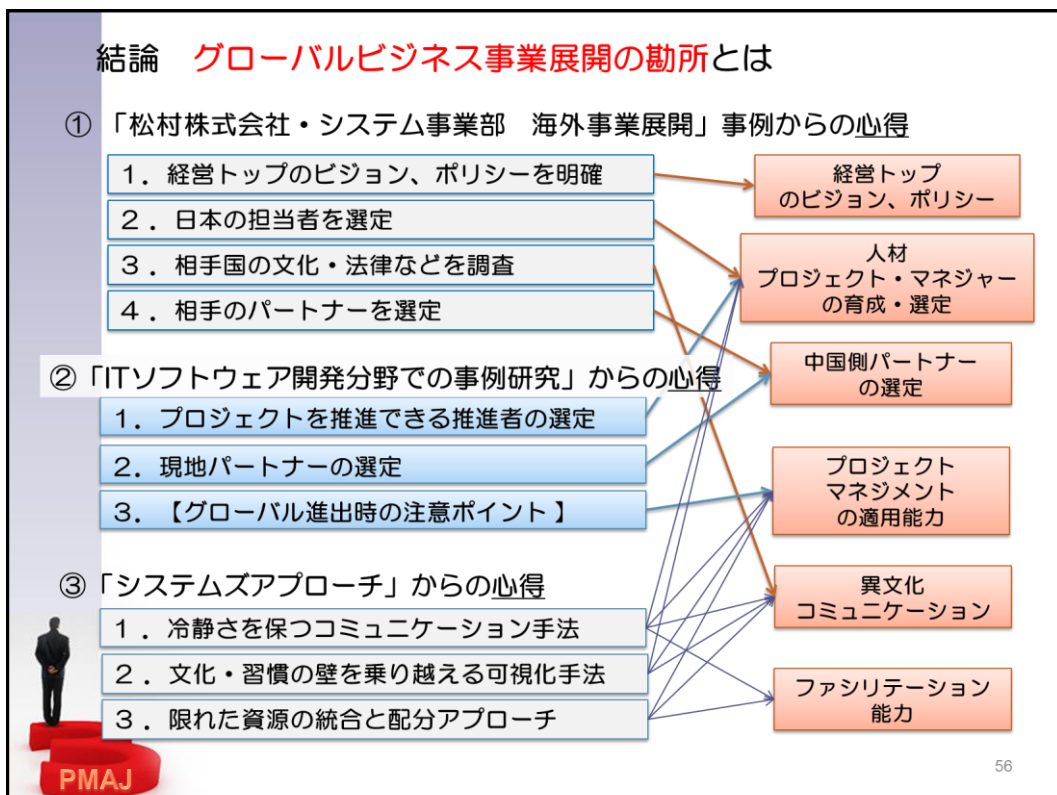 結論　グローバルビジネス事業展開の勘所とは
① 「松村株式会社・システム事業部　海外事業展開」事例からの心得
１．経営トップのビジョン、ポリシーを明確
２．日本の担当者を選定
３．相手国の文化・法律などを調査
４．相手のパートナーを選定
②「ITソフトウェア開発分野での事例研究」からの心得
１．プロジェクトを推進できる推進者の選定
２．現地パートナーの選定
３．【グローバル進出時の注意ポイント】
③「システムズアプローチ」からの心得
１．冷静さを保つコミュニケーション手法
２．文化・習慣の壁を乗り越える可視化手法
３．限れた資源の統合と配分アプローチ
経営トップ
のビジョン、ポリシー
人材
プロジェクト・マネジャー
の育成・選定
中国側パートナー
の選定
プロジェクト
マネジメント
の適用能力
異文化
コミュニケーション
ファシリテーション
能力
PMAJ
56